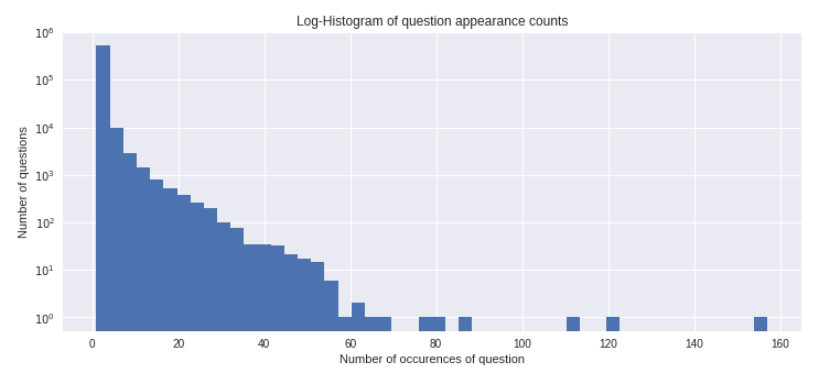 Log-Histogram of question appearance counts
10⁶
10⁵
10⁴
10³
10²
10¹
10⁰
Number of questions
0 20 40 60 80 100 120 140 160
Number of occurences of question